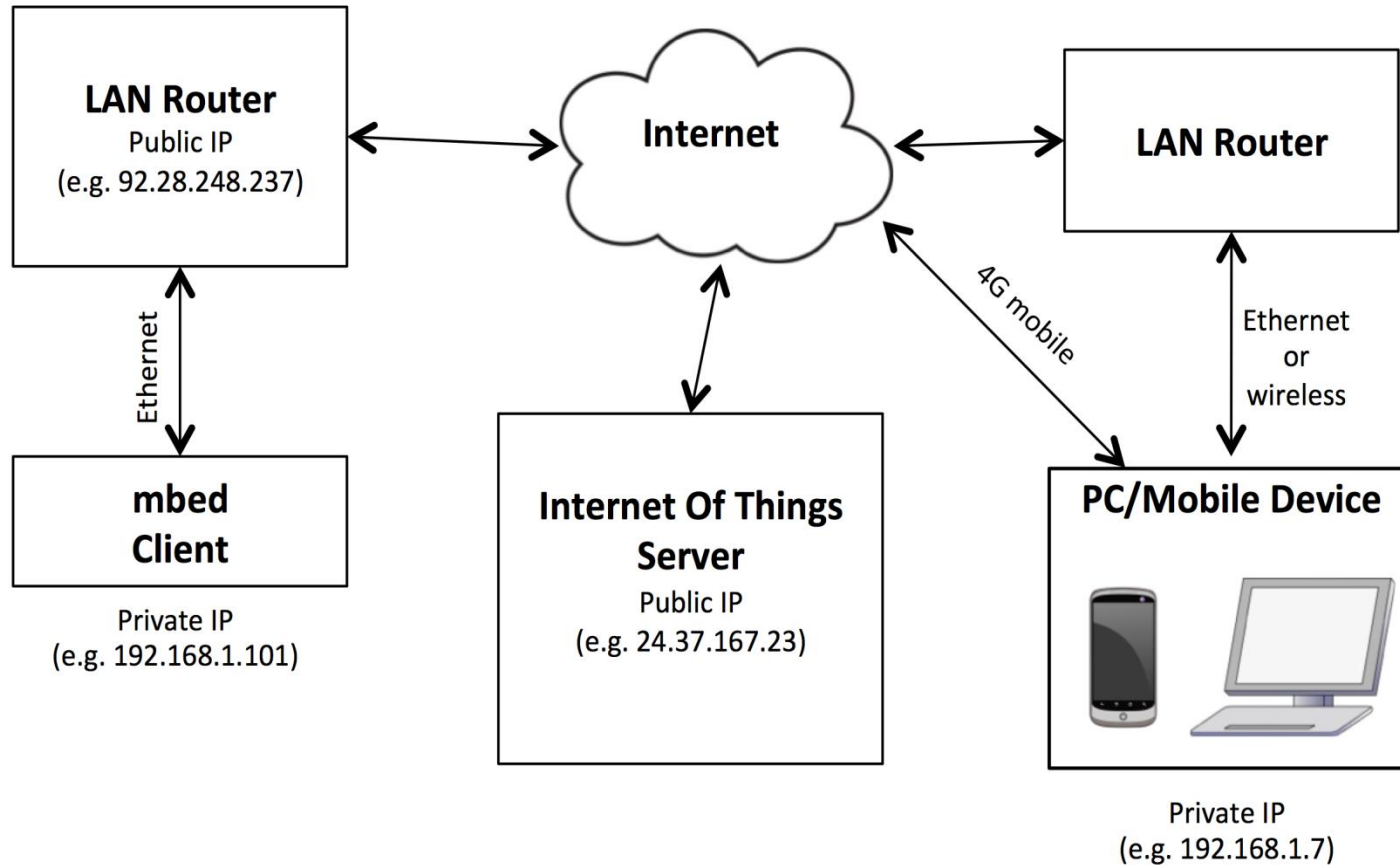 LAN Router
Public IP
(e.g. 92.28.248.237)
Internet
LAN Router
Ethernet
4G mobile
Ethernet
or
wireless
mbed
Client
Private IP
(e.g. 192.168.1.101)
Internet Of Things
Server
Public IP
(e.g. 24.37.167.23)
PC/Mobile Device
Private IP
(e.g. 192.168.1.7)